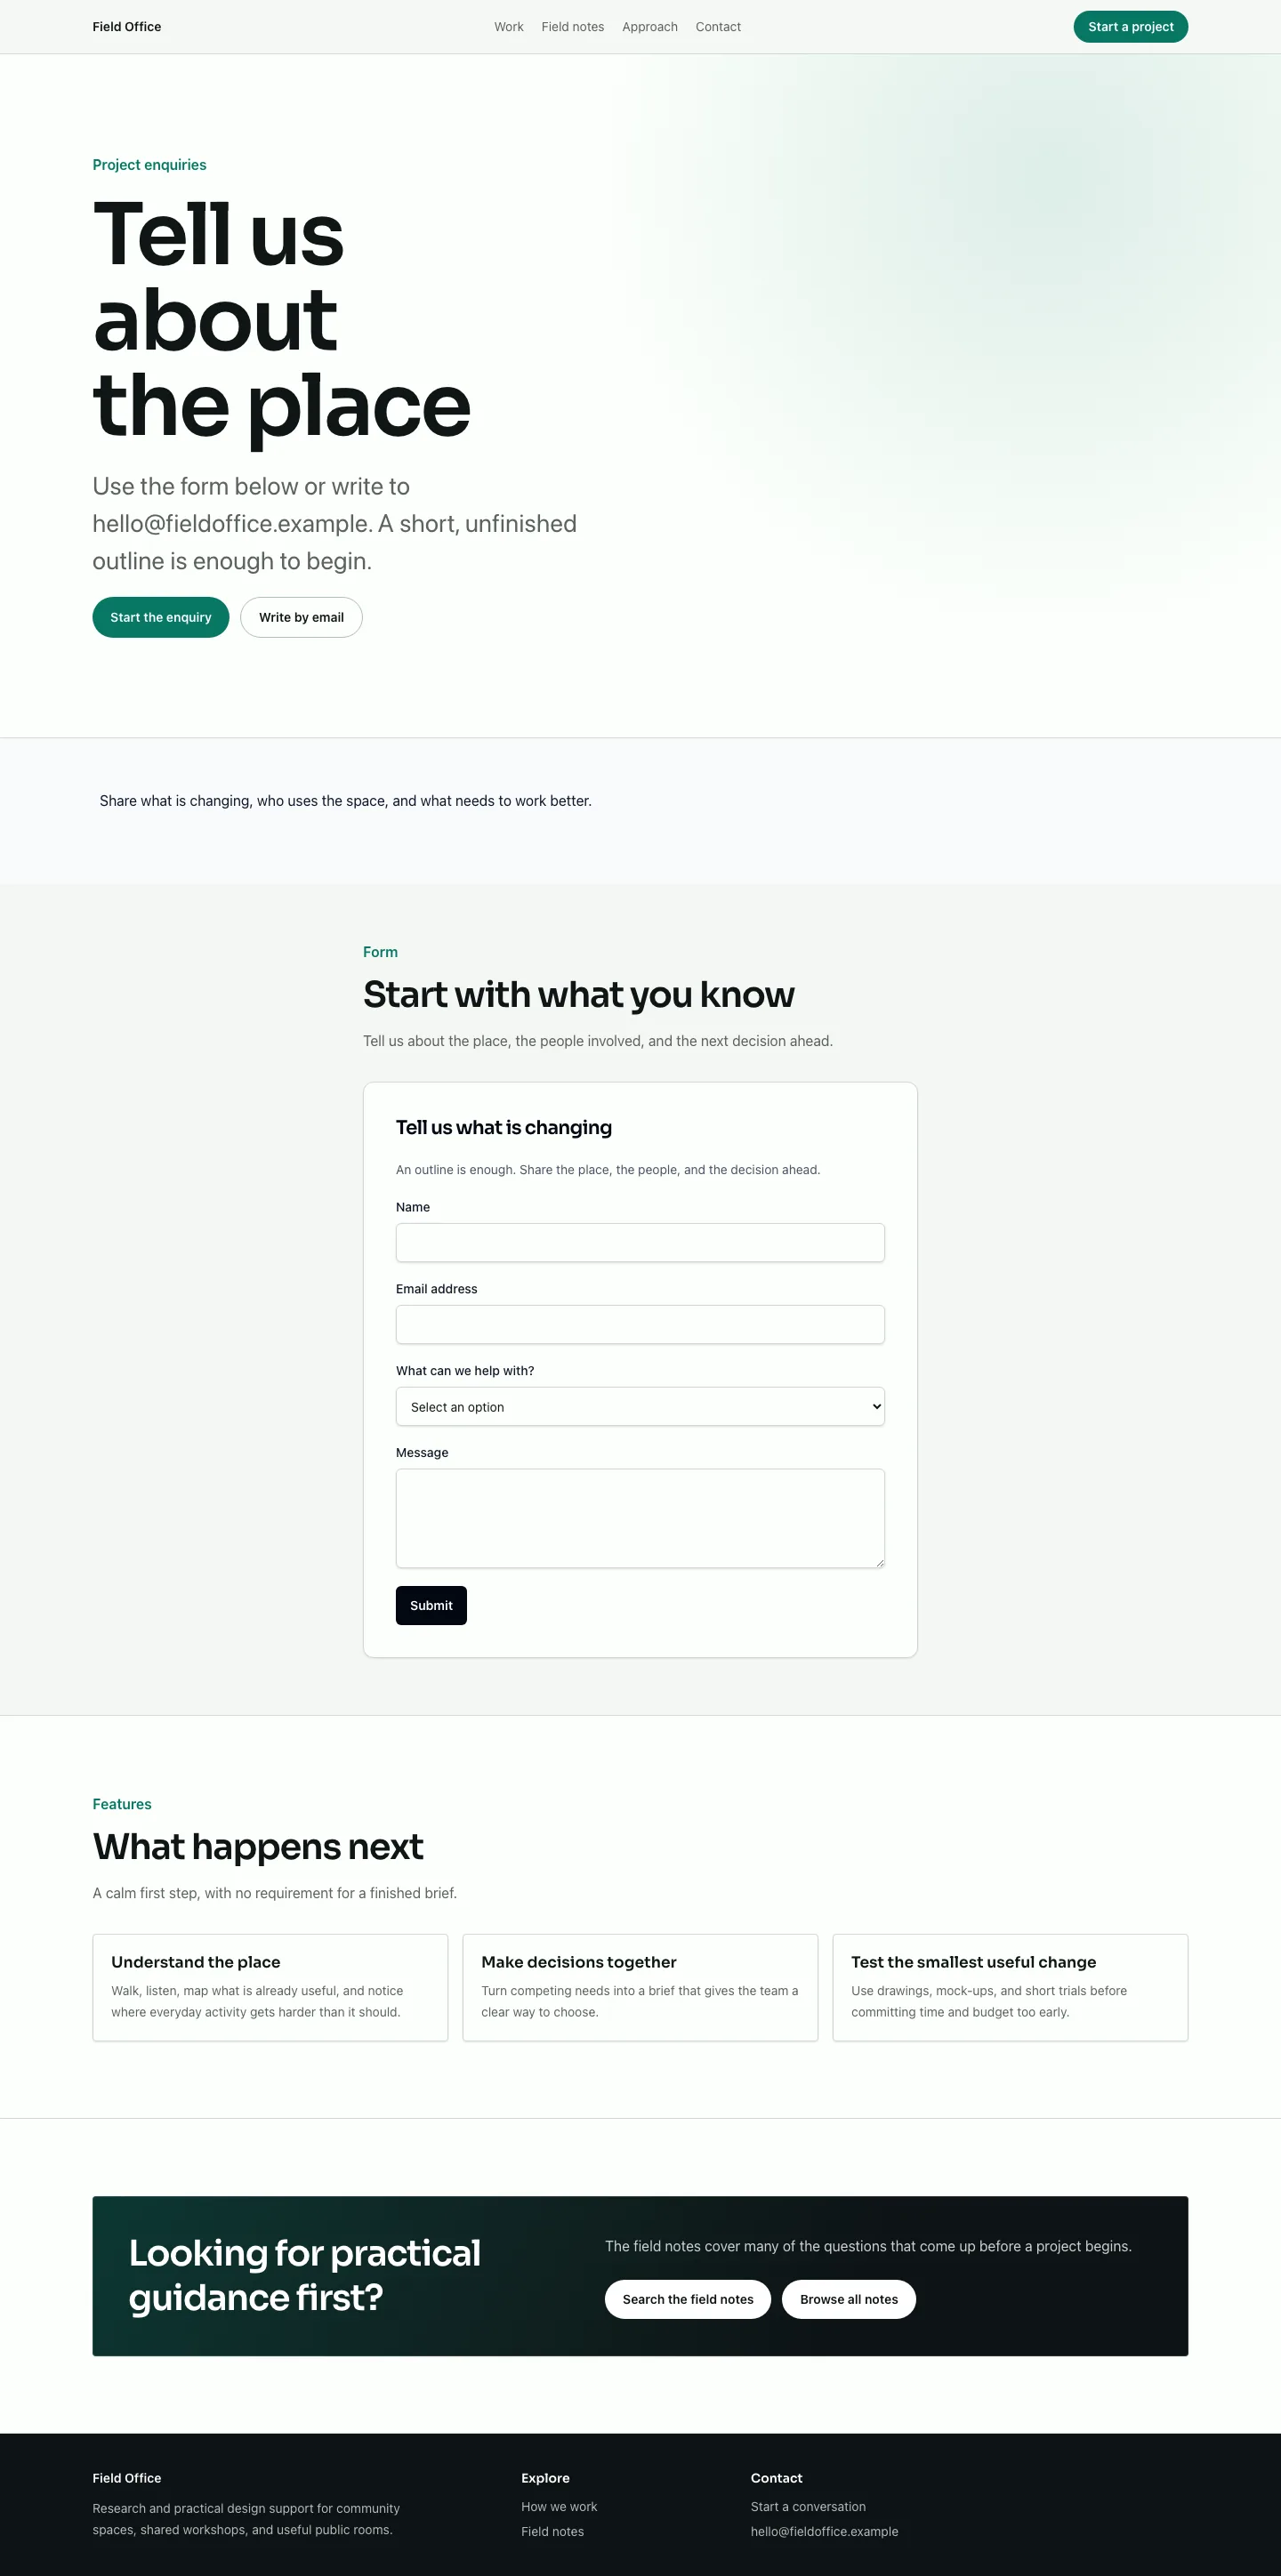 Field Office
Work
Field notes
Approach
Contact
Start a project
Project enquiries
Tell us
about
the place
Use the form below or write to
hello@fieldoffice.example. A short, unfinished
outline is enough to begin.
Start the enquiry
Write by email
Share what is changing, who uses the space, and what needs to work better.
Form
Start with what you know
Tell us about the place, the people involved, and the next decision ahead.
Tell us what is changing
An outline is enough. Share the place, the people, and the decision ahead.
Name
Email address
What can we help with?
Select an option
Message
Submit
Features
What happens next
A calm first step, with no requirement for a finished brief.
Understand the place
Walk, listen, map what is already useful, and notice
where everyday activity gets harder than it should.
Make decisions together
Turn competing needs into a brief that gives the team a
clear way to choose.
Test the smallest useful change
Use drawings, mock-ups, and short trials before
committing time and budget too early.
Looking for practical
guidance first?
The field notes cover many of the questions that come up before a project begins.
Search the field notes
Browse all notes
Field Office
Research and practical design support for community
spaces, shared workshops, and useful public rooms.
Explore
How we work
Field notes
Contact
Start a conversation
hello@fieldoffice.example